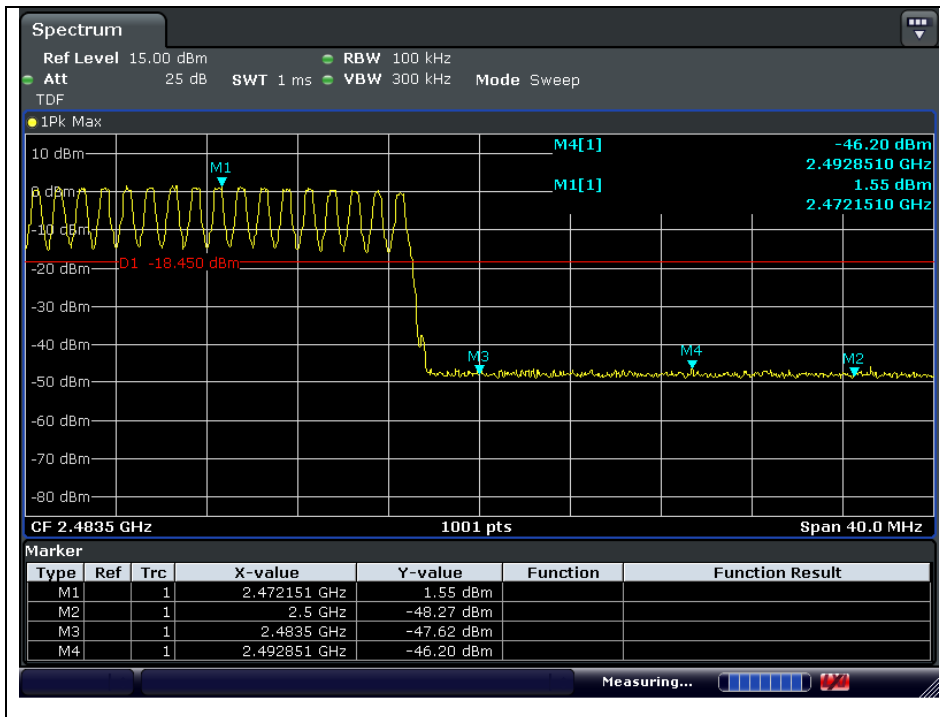 Spectrum
Ref Level 15.00 dBm RBW 100 kHz
Att 25 dB SWT 1 ms VBW 300 kHz Mode Sweep
TDF
1Pk Max
M4[1] -46.20 dBm
2.4928510 GHz
M1[1] 1.55 dBm
2.4721510 GHz
10 dBm
M1
0 dBm
-10 dBm
D1 -18.450 dBm
-20 dBm
-30 dBm
-40 dBm
M3
M4
M2
-50 dBm
-60 dBm
-70 dBm
-80 dBm
CF 2.4835 GHz 1001 pts Span 40.0 MHz
Marker
Type Ref Trc X-value Y-value Function Function Result
M1 1 2.472151 GHz 1.55 dBm
M2 1 2.5 GHz -48.27 dBm
M3 1 2.4835 GHz -47.62 dBm
M4 1 2.492851 GHz -46.20 dBm
Measuring...